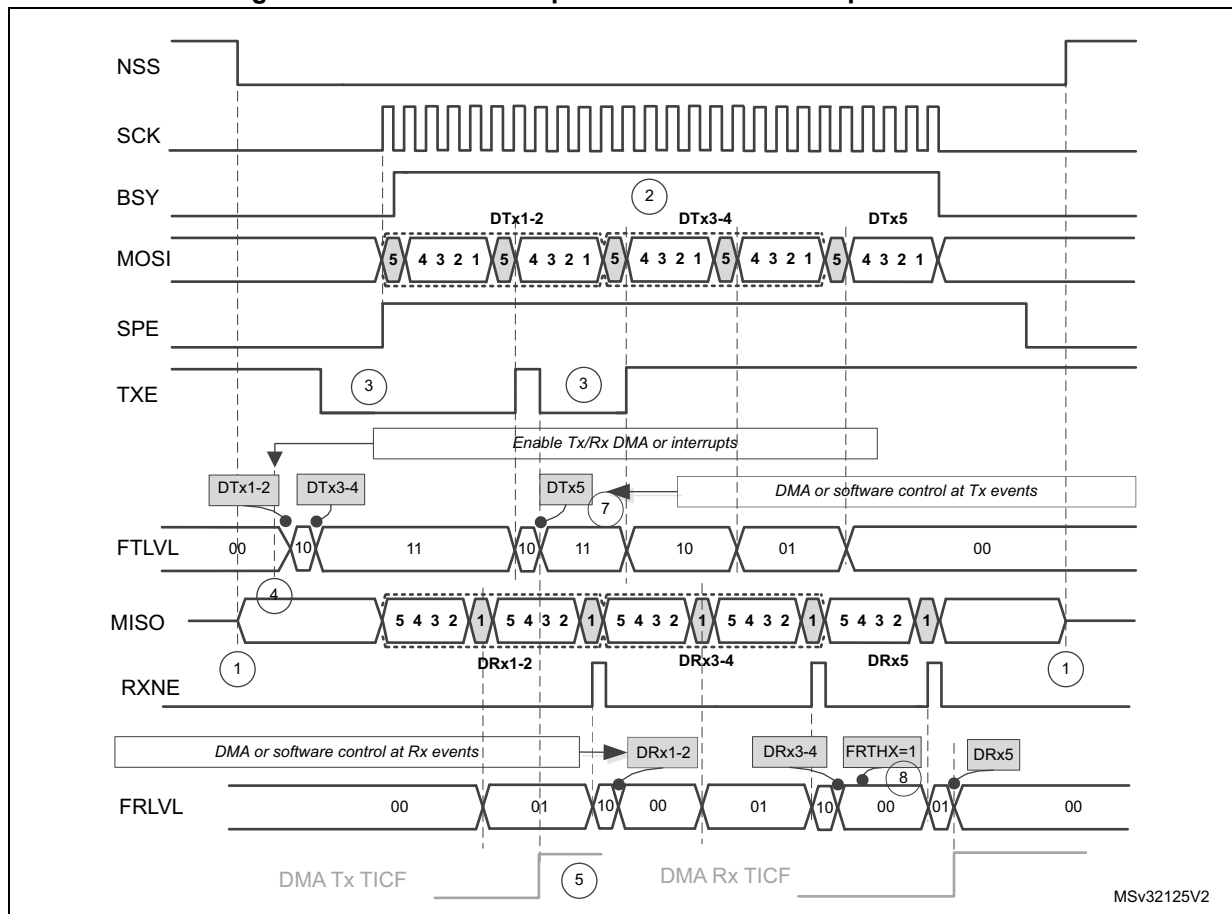 NSS
SCK
BSY
2
DTx1-2 DTx3-4 DTx5
MOSI 5 4 3 2 1 5 4 3 2 1 5 4 3 2 1 5 4 3 2 1 5 4 3 2 1
SPE
TXE 3 3
Enable Tx/Rx DMA or interrupts
DTx1-2 DTx3-4 DTx5 DMA or software control at Tx events
7
FTLVL 00 10 11 10 11 10 01 00
4
MISO 5 4 3 2 1 5 4 3 2 1 5 4 3 2 1 5 4 3 2 1 5 4 3 2 1
1 DRx1-2 DRx3-4 DRx5 1
RXNE
DMA or software control at Rx events DRx1-2 DRx3-4 FRTHX=1 DRx5
8
FRLVL 00 01 10 00 01 10 00 01 00
DMA Tx TICF 5 DMA Rx TICF
MSv32125V2